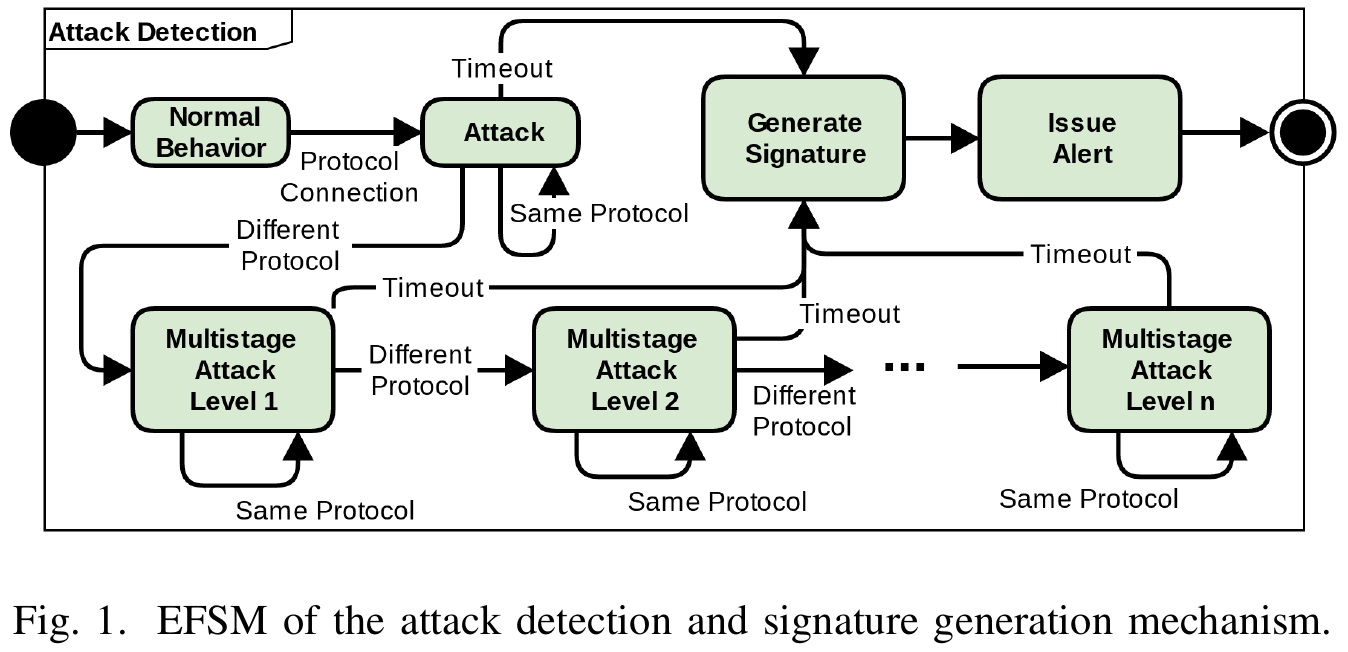 Attack Detection
Timeout
Normal
Behavior
Attack
Generate
Signature
Issue
Alert
Protocol
Connection
Same Protocol
Different
Protocol
Timeout
Timeout
Timeout
Multistage
Attack
Level 1
Different
Protocol
Multistage
Attack
Level 2
Different
Protocol
...
Multistage
Attack
Level n
Same Protocol
Same Protocol
Same Protocol
Fig. 1. EFSM of the attack detection and signature generation mechanism.